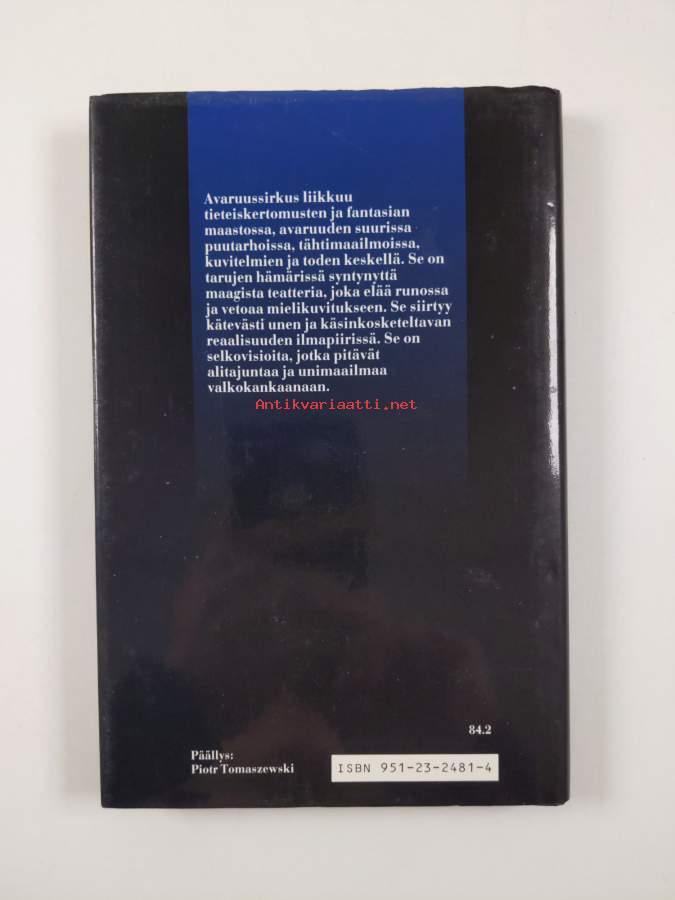 Avaruussirkus liikkuu
tieteiskertomusten ja fantasian
maastossa, avaruuden suurissa
puutarhoissa, tähtimaailmoissa,
kuvitelmien ja toden keskellä. Se on
tarujen hämärissä syntynyttä
maagista teatteria, joka elää runossa
ja vetoaa mielikuvitukseen. Se siirtyy
kätevästi unen ja käsinkosketeltavan
reaalisuuden ilmapiirissä. Se on
selkovisioita, jotka pitävät
alitajuntaa ja unimaailmaa
valkokankaanaan.
Antikvariaatti.net
84.2
Päällys:
Piotr Tomaszewski
ISBN 951-23-2481-4